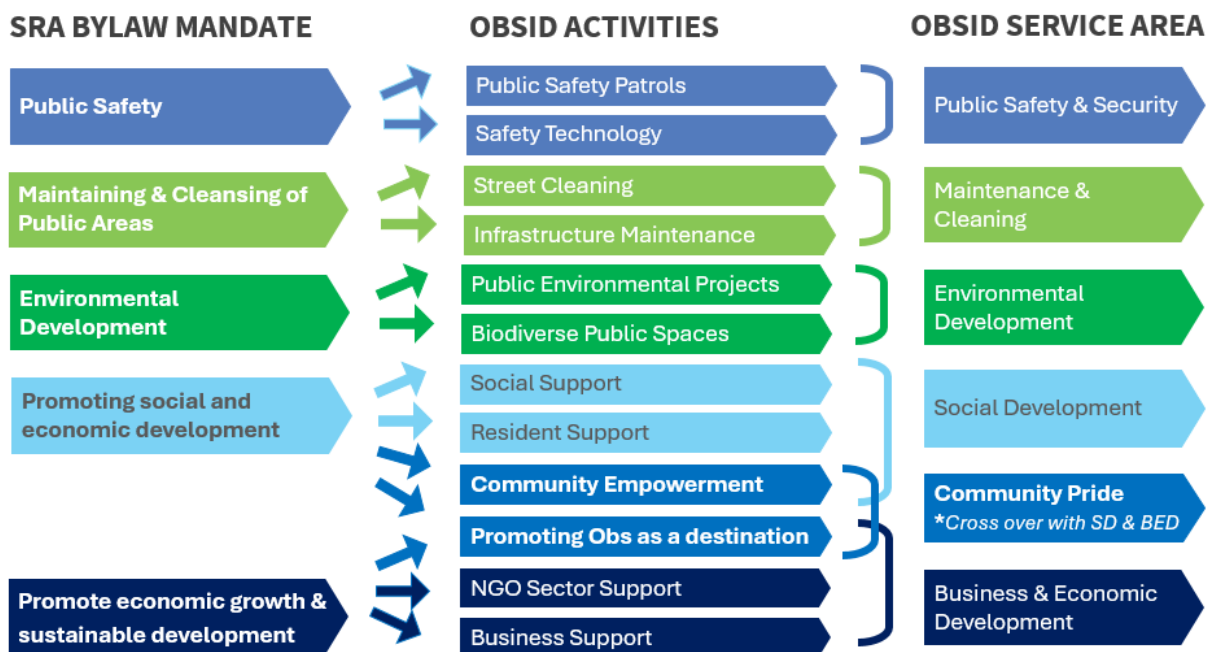 SRA BYLAW MANDATE
OBSID ACTIVITIES
OBSID SERVICE AREA
Public Safety
Public Safety Patrols
Safety Technology
Public Safety & Security
Maintaining & Cleansing of
Public Areas
Street Cleaning
Infrastructure Maintenance
Maintenance &
Cleaning
Environmental
Development
Public Environmental Projects
Biodiverse Public Spaces
Environmental
Development
Promoting social and
economic development
Social Support
Resident Support
Social Development
Community Empowerment
Promoting Obs as a destination
Community Pride
*Cross over with SD & BED
Promote economic growth &
sustainable development
NGO Sector Support
Business Support
Business & Economic
Development